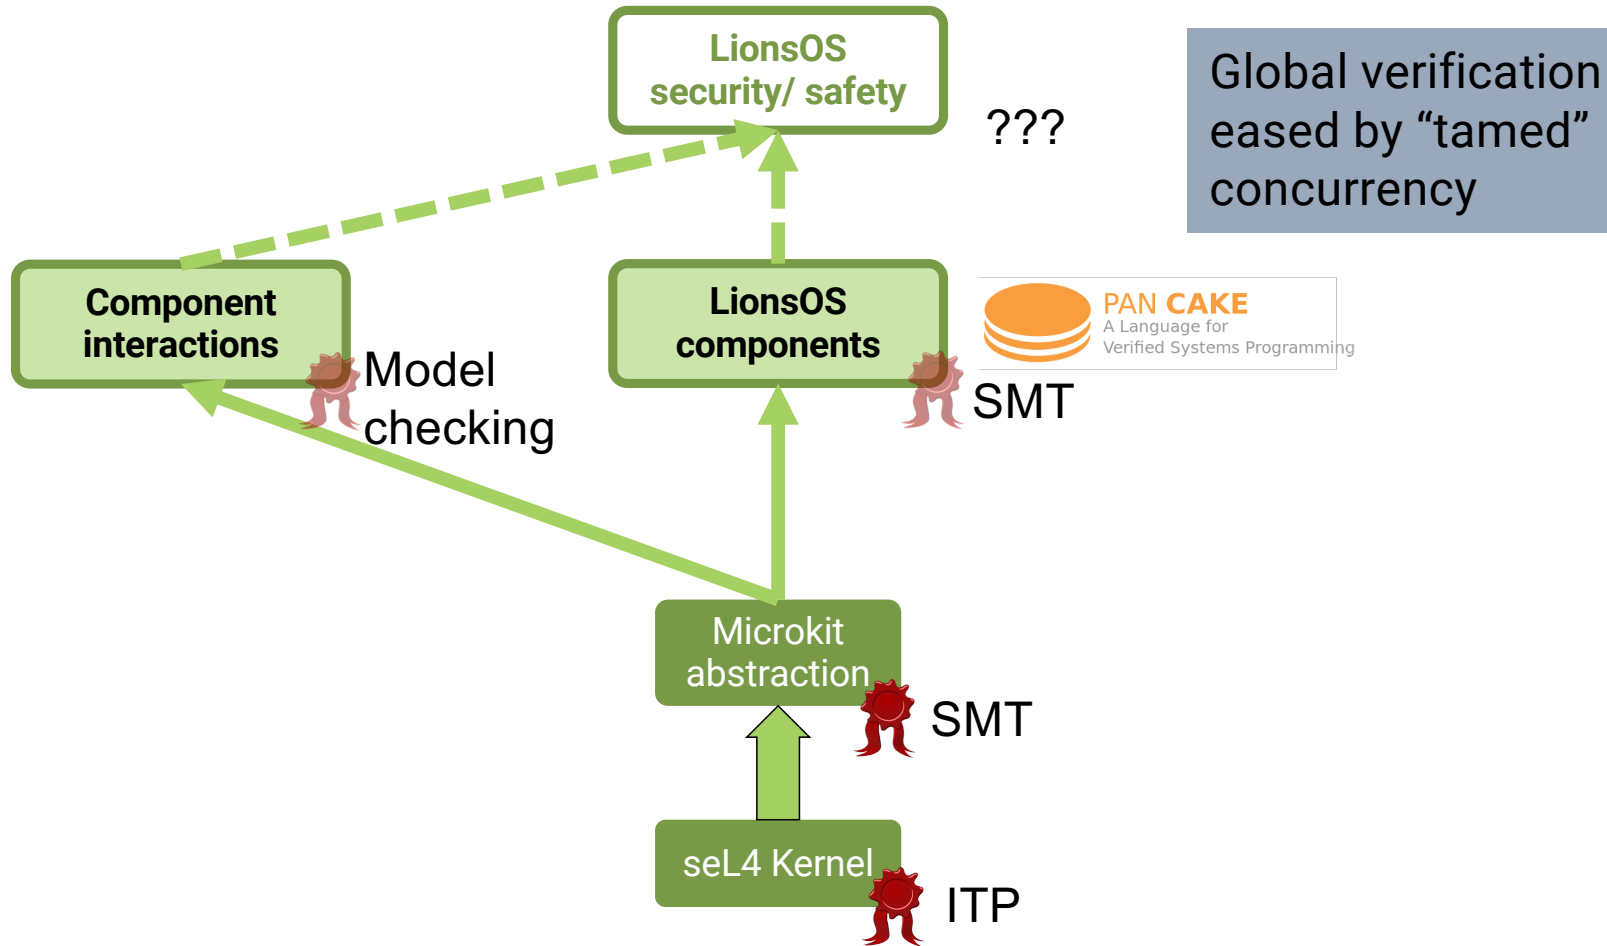 LionsOS
security/ safety
???
Global verification
eased by “tamed”
concurrency
Component
interactions
Model
checking
LionsOS
components
SMT
PAN CAKE
A Language for
Verified Systems Programming
Microkit
abstraction
SMT
seL4 Kernel
ITP